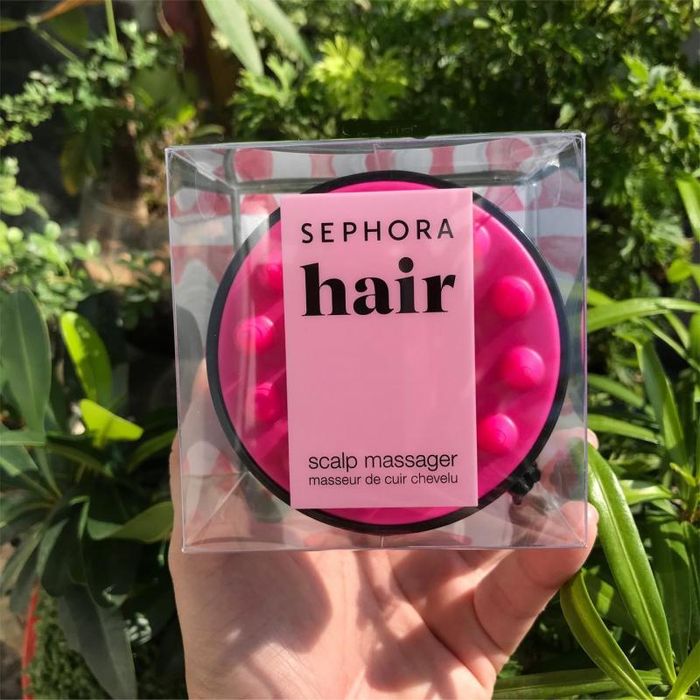 SEPHORA
hair
scalp massager
masseur de cuir chevelu